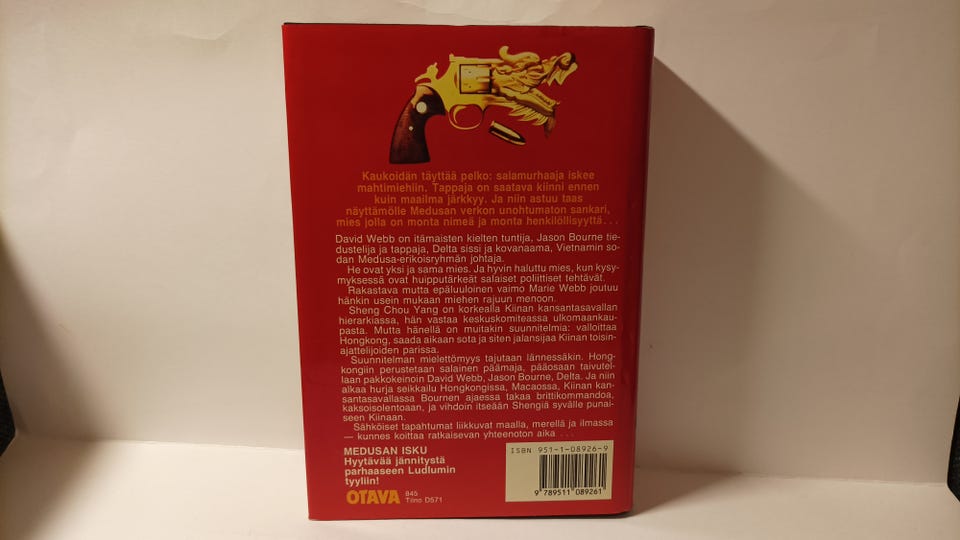 Kaukoidän täyttää pelko: salamurhaaja iskee
mahtimiehiin. Tappaja on saatava kiinni ennen
kuin maailma järkkyy. Ja niin astuu taas
näyttämölle Medusan verkon unohtumaton sankari,
mies jolla on monta nimeä ja monta henkilöllisyyttä...
David Webb on itämaisten kielten tuntija, Jason Bourne tie-
dustelija ja tappaja, Delta sissi ja kovanaama, Vietnamin so-
dan Medusa-erikoisryhmän johtaja.
He ovat yksi ja sama mies. Ja hyvin haluttu mies, kun kysy-
myksessä ovat huipputärkeät salaiset poliittiset tehtävät.
Rakastava mutta epäluuloinen vaimo Marie Webb joutuu
hänkin usein mukaan miehen rajuun menoon.
Sheng Chou Yang on korkealla Kiinan kansantasavallan
hierarkiassa, hän vastaa keskuskomiteassa ulkomaankau-
pasta. Mutta hänellä on muitakin suunnitelmia: valloittaa
Hongkong, saada aikaan sota ja siten jalansijaa Kiinan toisin-
ajattelijoiden parissa.
Suunnitelman mielettömyys tajutaan lännessäkin. Hong-
kongiin perustetaan salainen päämaja, pääosaan taivutel-
laan pakkokeinoin David Webb, Jason Bourne, Delta. Ja niin
alkaa hurja seikkailu Hongkongissa, Macaossa, Kiinan kan-
santasavallassa Bournen ajaessa takaa brittikommandoa,
kaksoisolentoaan, ja vihdoin itseään Shengiä syvälle punai-
seen Kiinaan.
Sähköiset tapahtumat liikkuvat maalla, merellä ja ilmassa
— kunnes koittaa ratkaisevan yhteenoton aika ...
MEDUSAN ISKU
Hyytävää jännitystä
parhaaseen Ludlumin
tyyliin!
OTAVA
845
Tiino D571
ISBN 951-1-08926-9
9 789511 089261